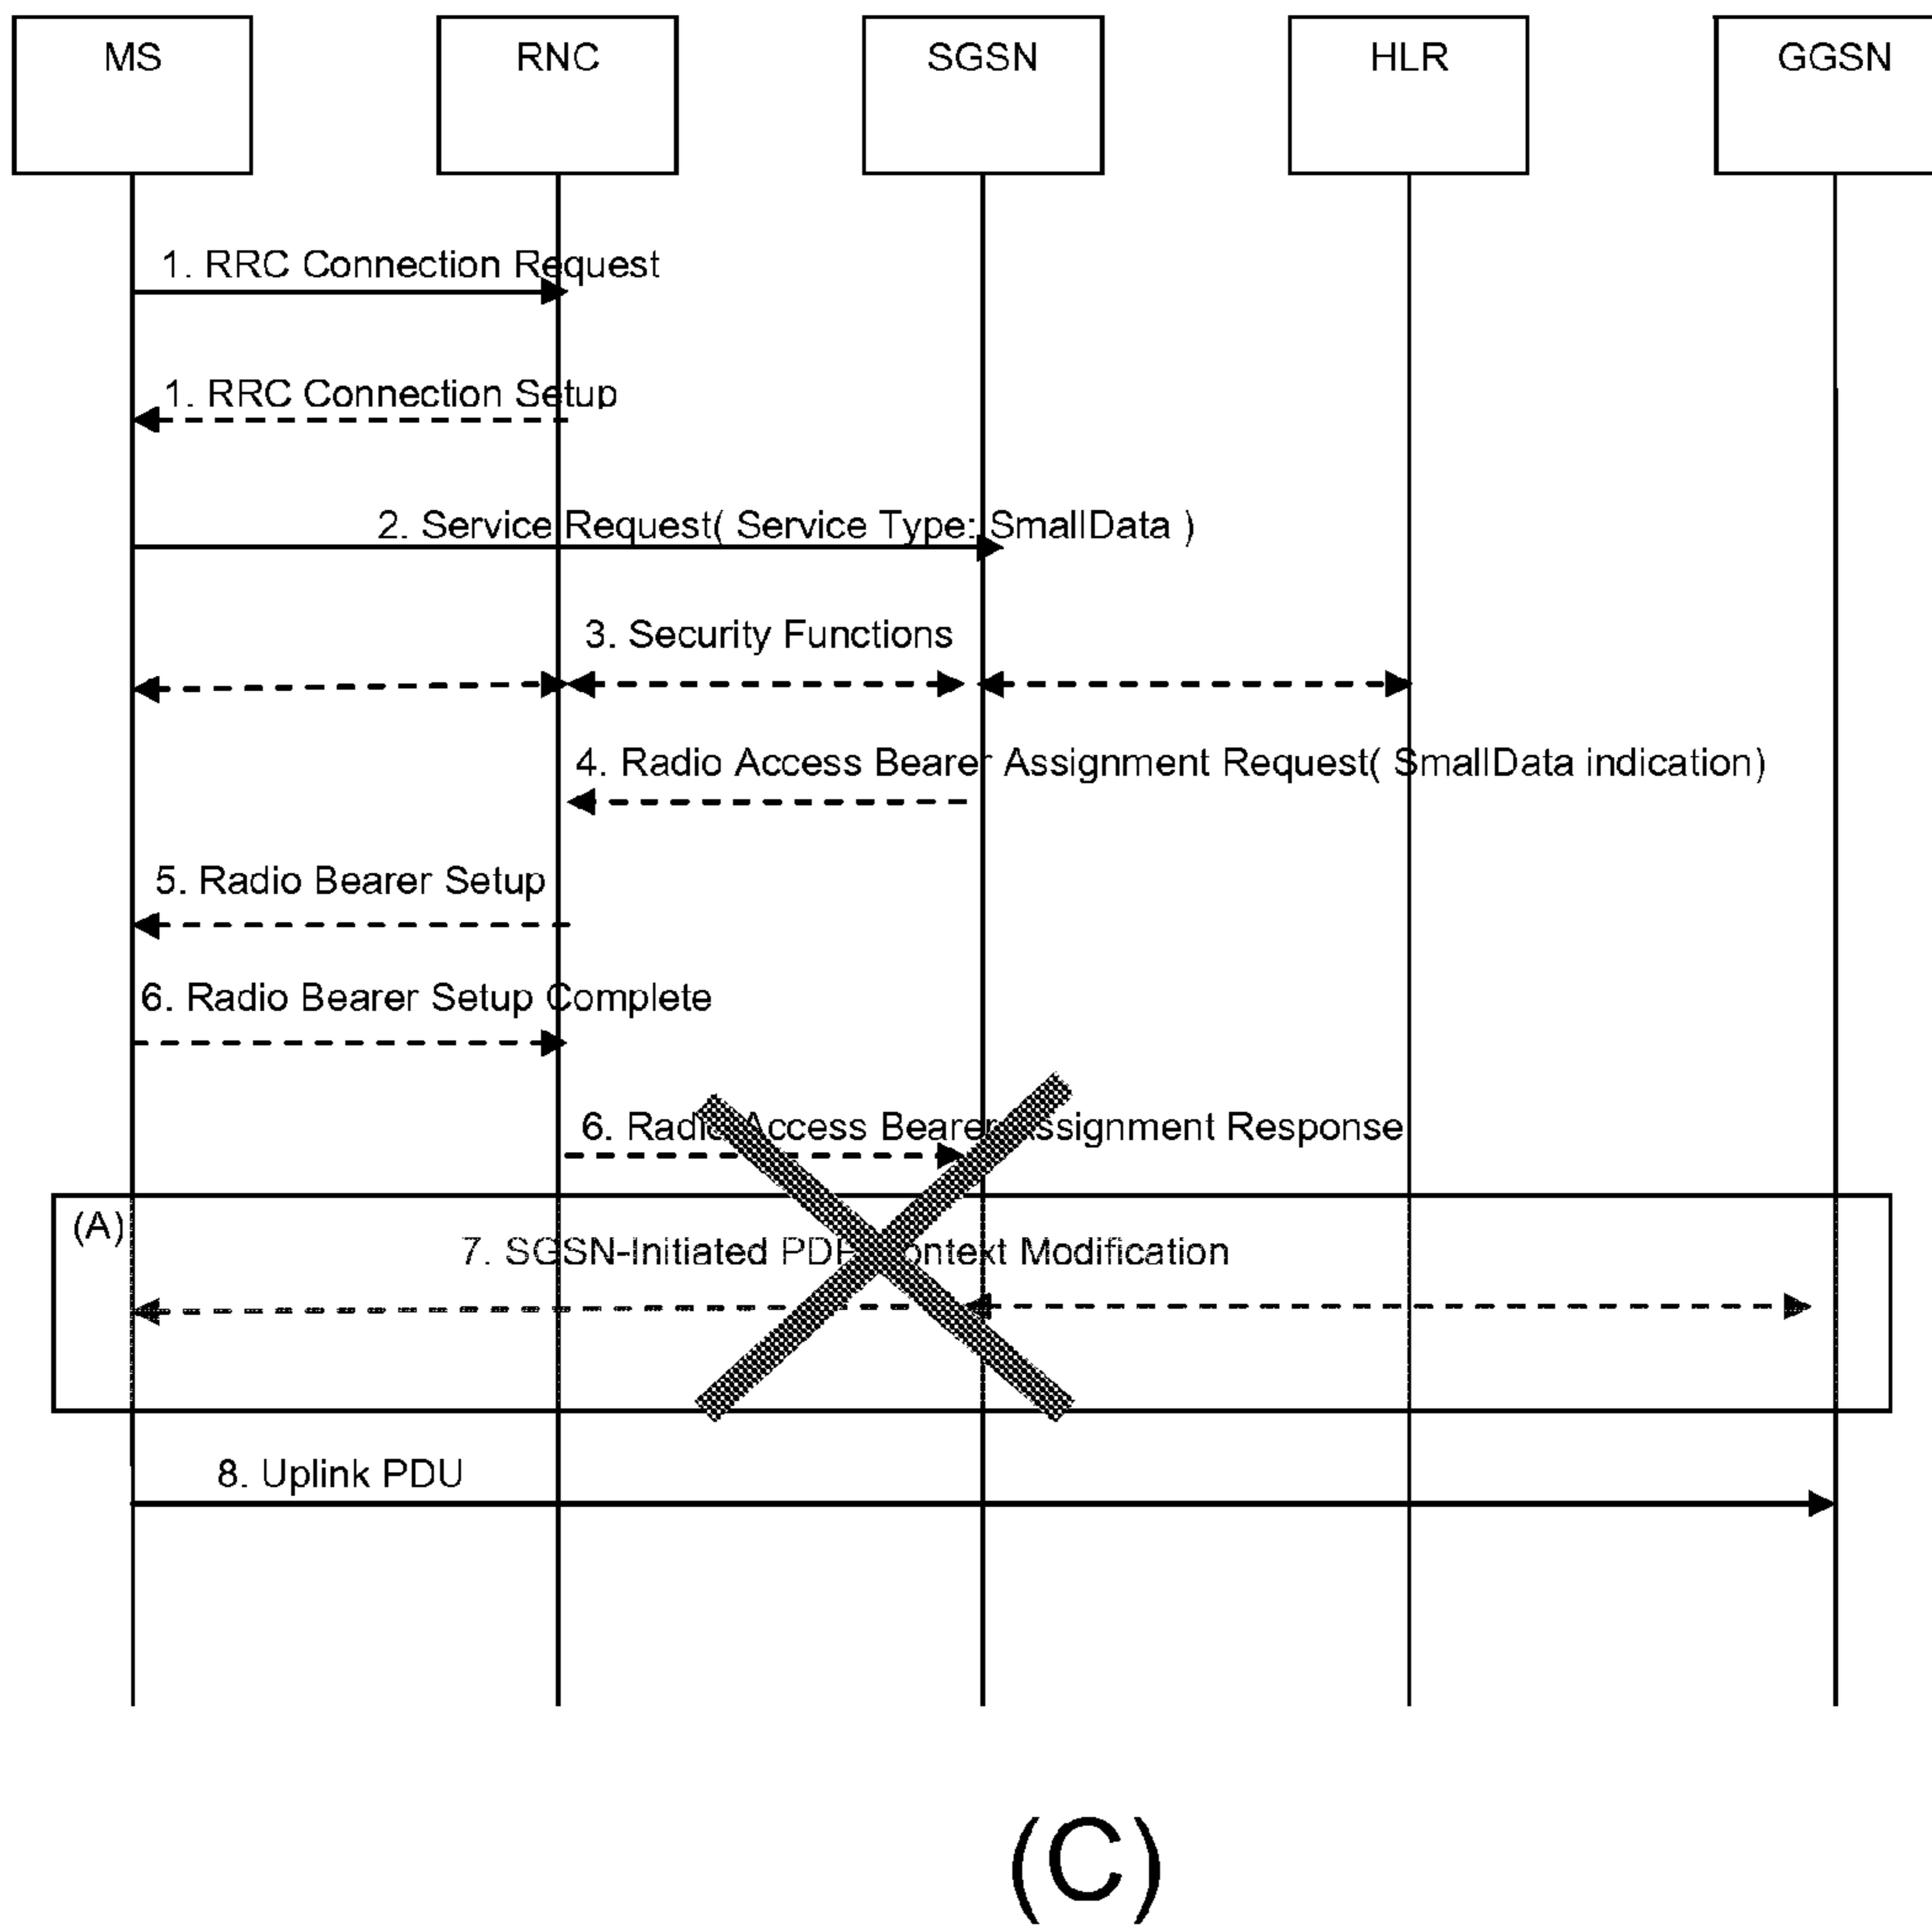 MS
RNC
SGSN
HLR
GGSN
1. RRC Connection Request
1. RRC Connection Setup
2. Service Request( Service Type: SmallData )
3. Security Functions
4. Radio Access Bearer Assignment Request( SmallData indication)
5. Radio Bearer Setup
6. Radio Bearer Setup Complete
6. Radio Access Bearer Assignment Response
(A)
7. SGSN-Initiated PDP Context Modification
8. Uplink PDU
(C)